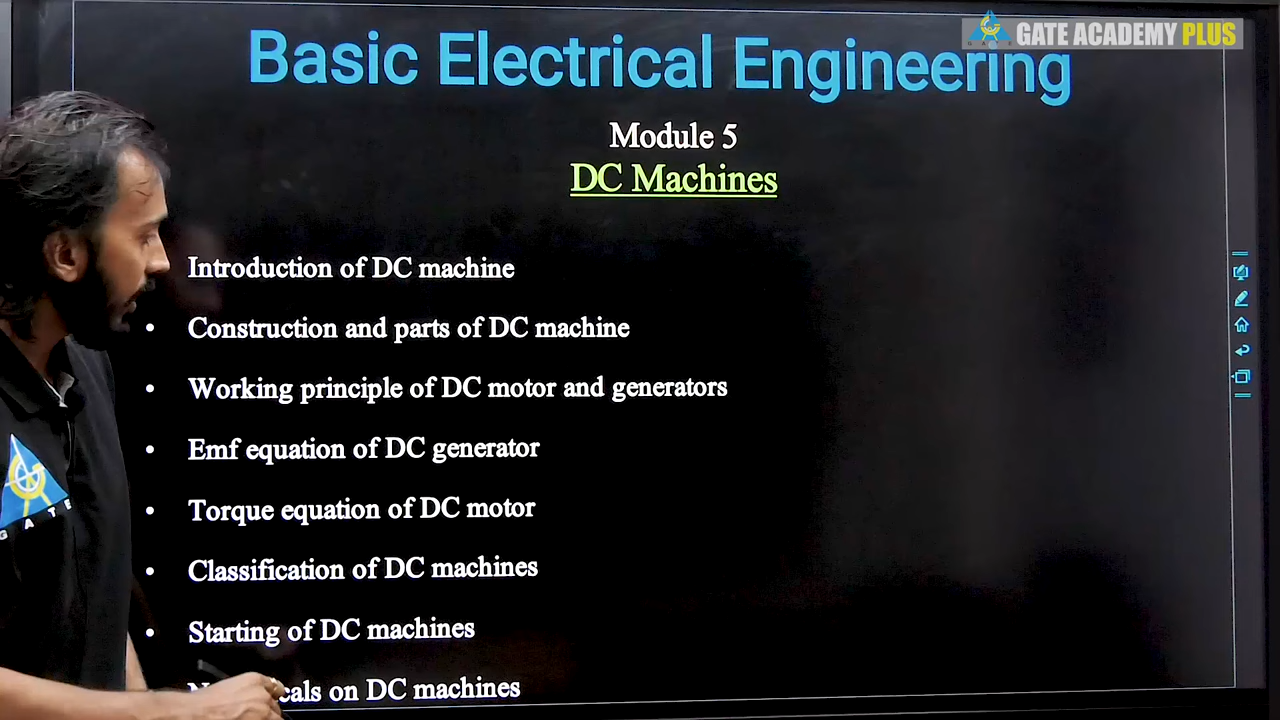 GATE ACADEMY PLUS
Basic Electrical Engineering
Module 5
DC Machines
Introduction of DC machine
• Construction and parts of DC machine
• Working principle of DC motor and generators
• Emf equation of DC generator
• Torque equation of DC motor
• Classification of DC machines
• Starting of DC machines
on DC machines
GATE